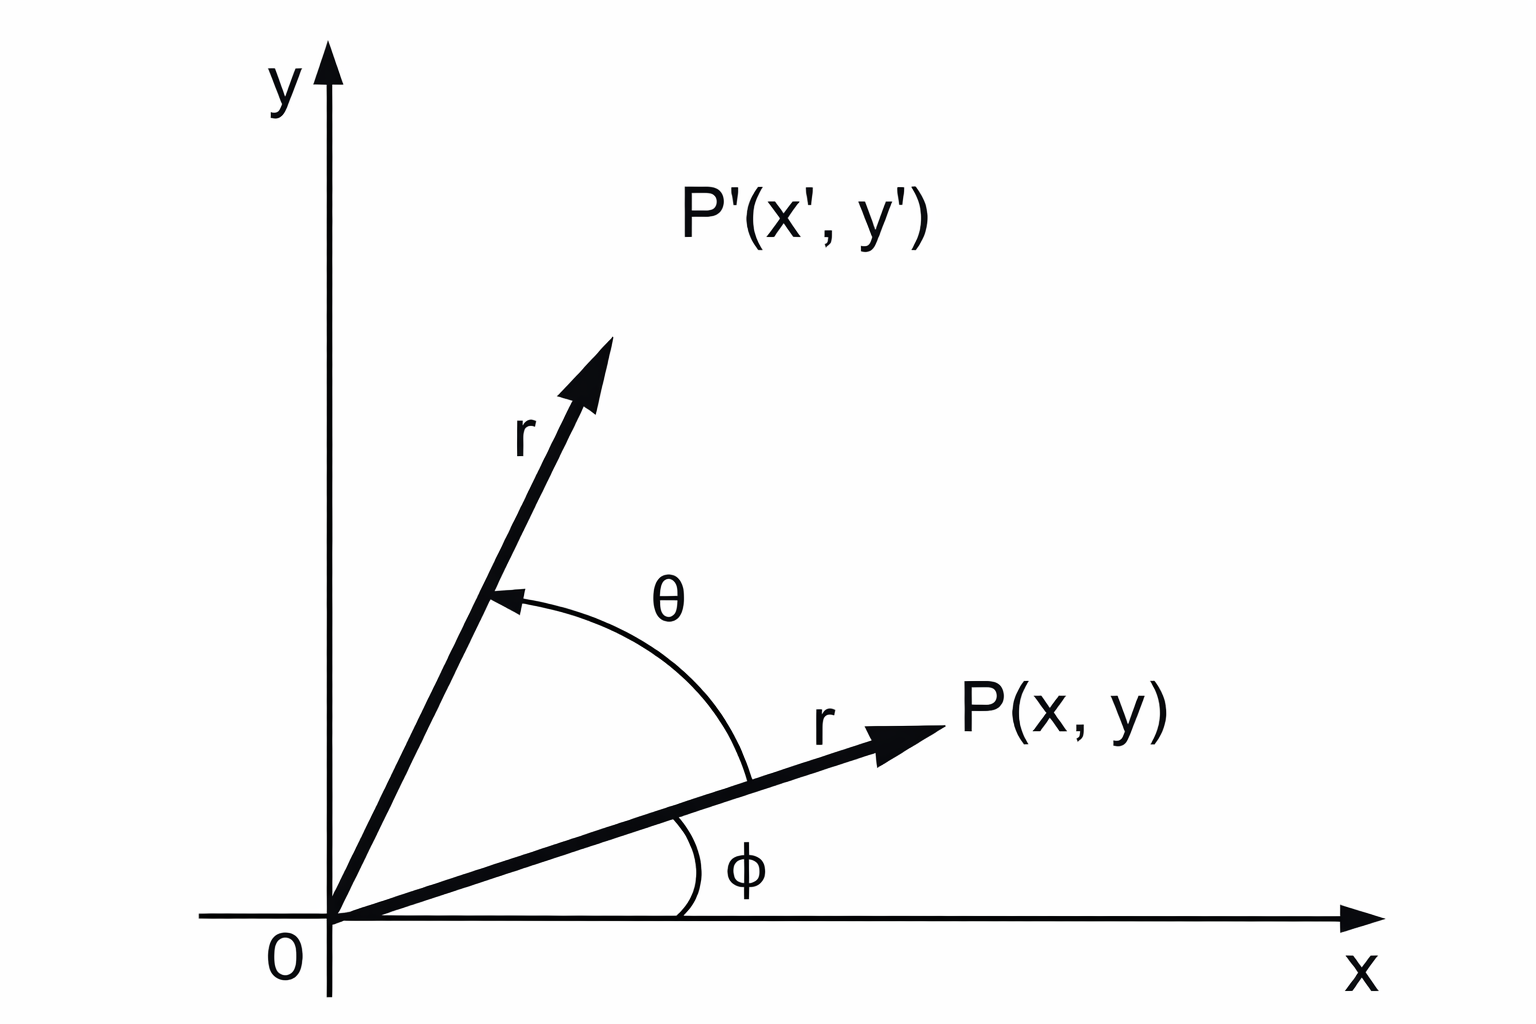 y
P'(x', y')
r
θ
r
P(x, y)
ϕ
0
x